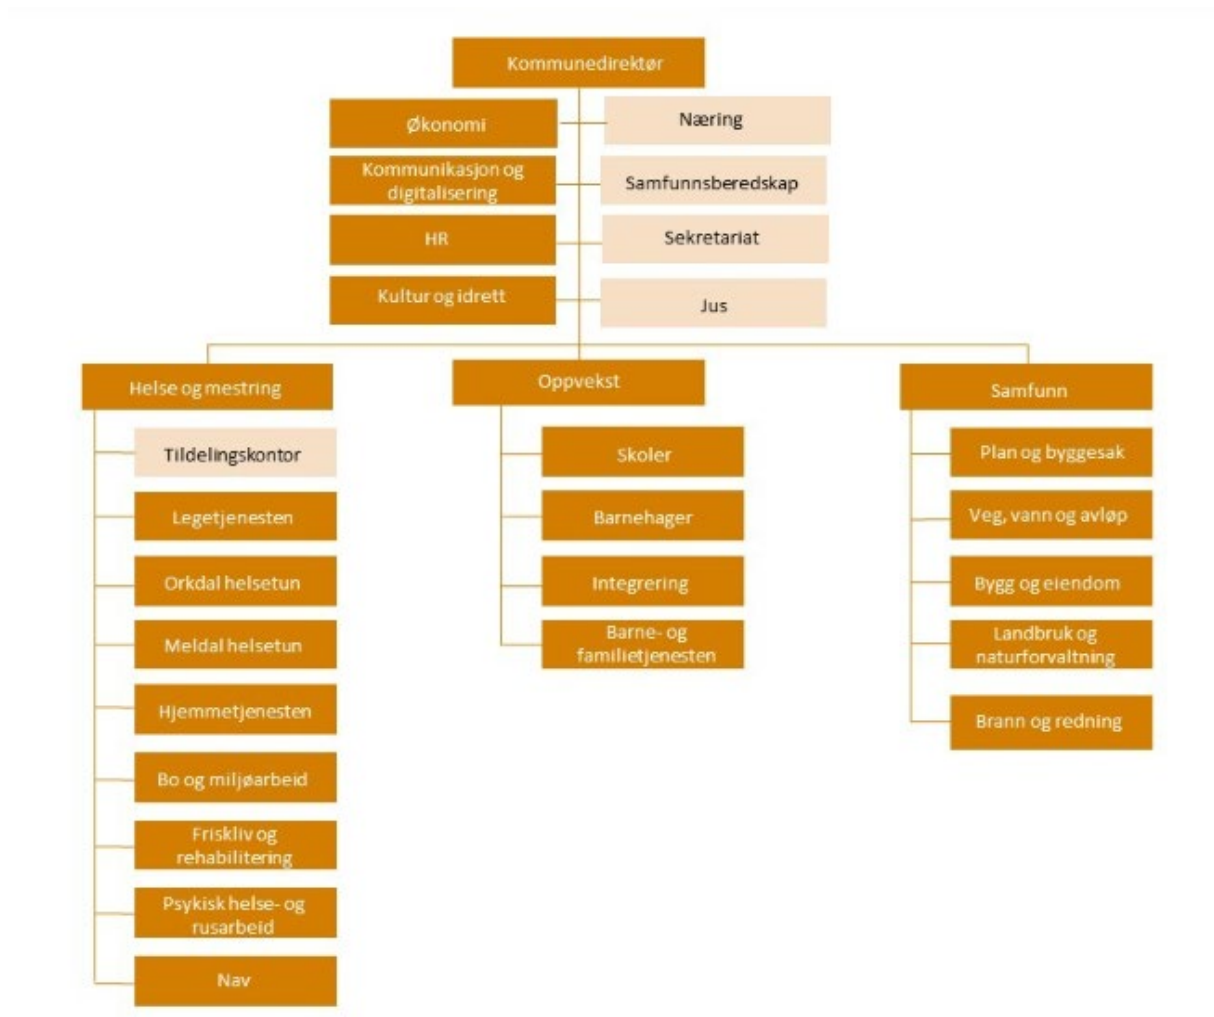 Kommunedirektør
Økonomi
Næring
Kommunikasjon og
digitalisering
Samfunnsberedskap
HR
Sekretariat
Kultur og idrett
Jus
Helse og mestring
Tildelingskontor
Legetjenesten
Orkdal helsetun
Meldal helsetun
Hjemmetjenesten
Bo og miljøarbeid
Friskliv og
rehabilitering
Psykisk helse- og
rusarbeid
Nav
Oppvekst
Skoler
Barnehager
Integrering
Barne- og
familietjenesten
Samfunn
Plan og byggesak
Veg, vann og avløp
Bygg og eiendom
Landbruk og
naturforvaltning
Brann og redning